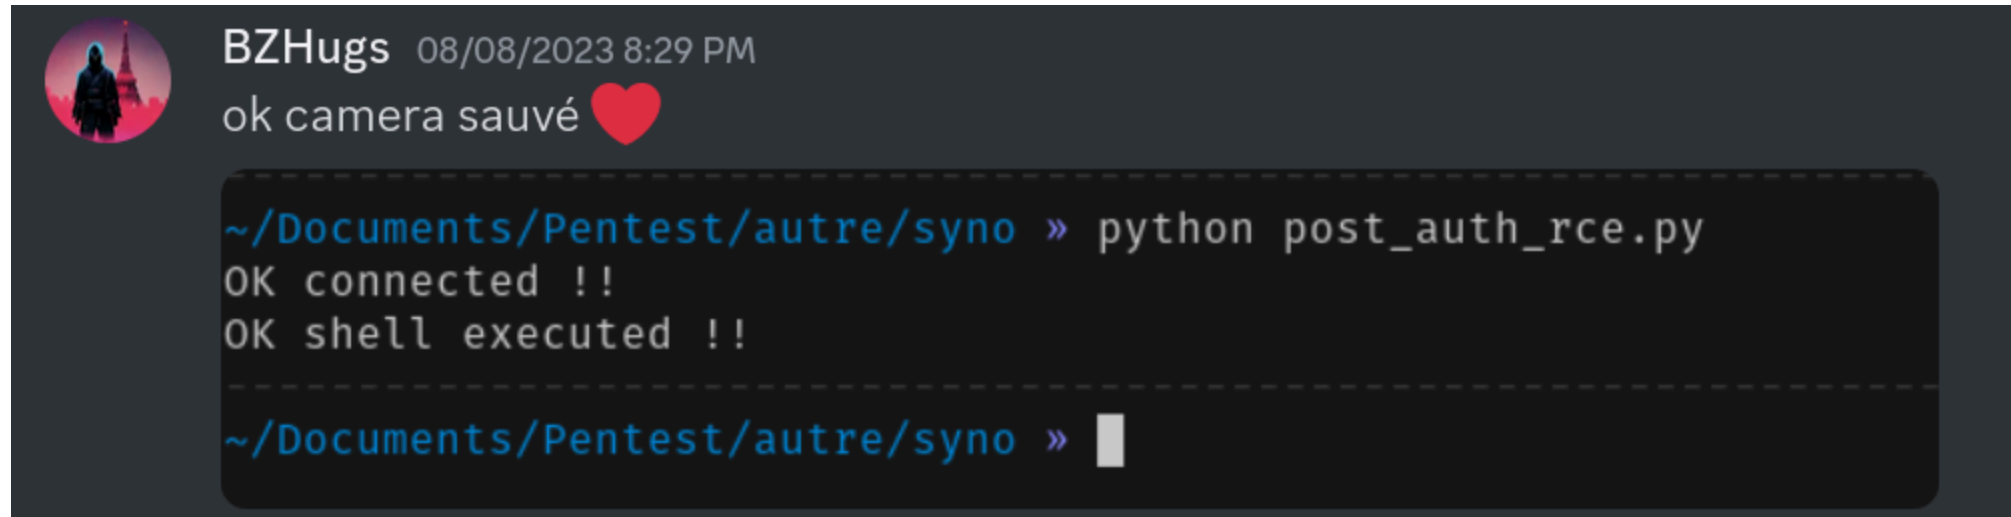 BZHugs 08/08/2023 8:29 PM
ok camera sauvé ❤️
~/Documents/Pentest/autre/syno » python post_auth_rce.py
OK connected !!
OK shell executed !!
~/Documents/Pentest/autre/syno »